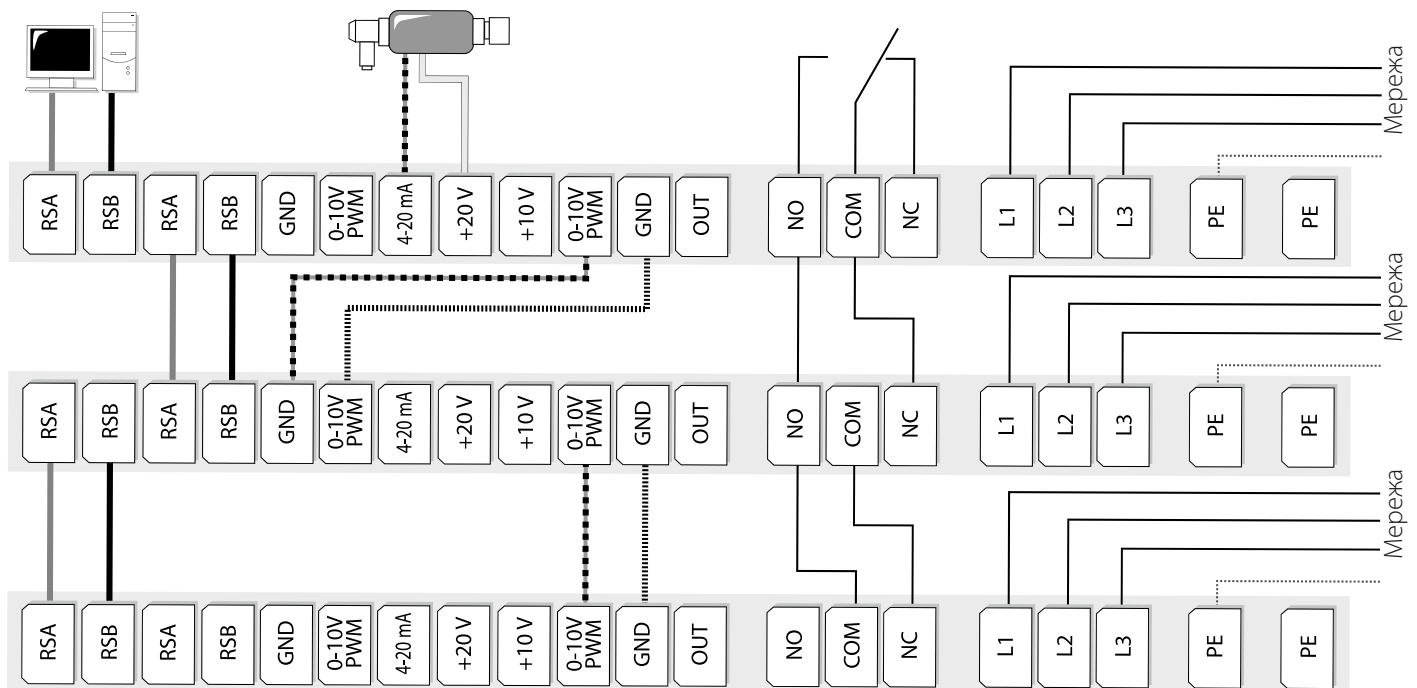 Мережа
RSA RSB RSA RSB GND 0-10V PWM 4-20 mA +20 V +10 V 0-10V PWM GND OUT NO COM NC L1 L2 L3 PE PE
Мережа
RSA RSB RSA RSB GND 0-10V PWM 4-20 mA +20 V +10 V 0-10V PWM GND OUT NO COM NC L1 L2 L3 PE PE
Мережа
RSA RSB RSA RSB GND 0-10V PWM 4-20 mA +20 V +10 V 0-10V PWM GND OUT NO COM NC L1 L2 L3 PE PE